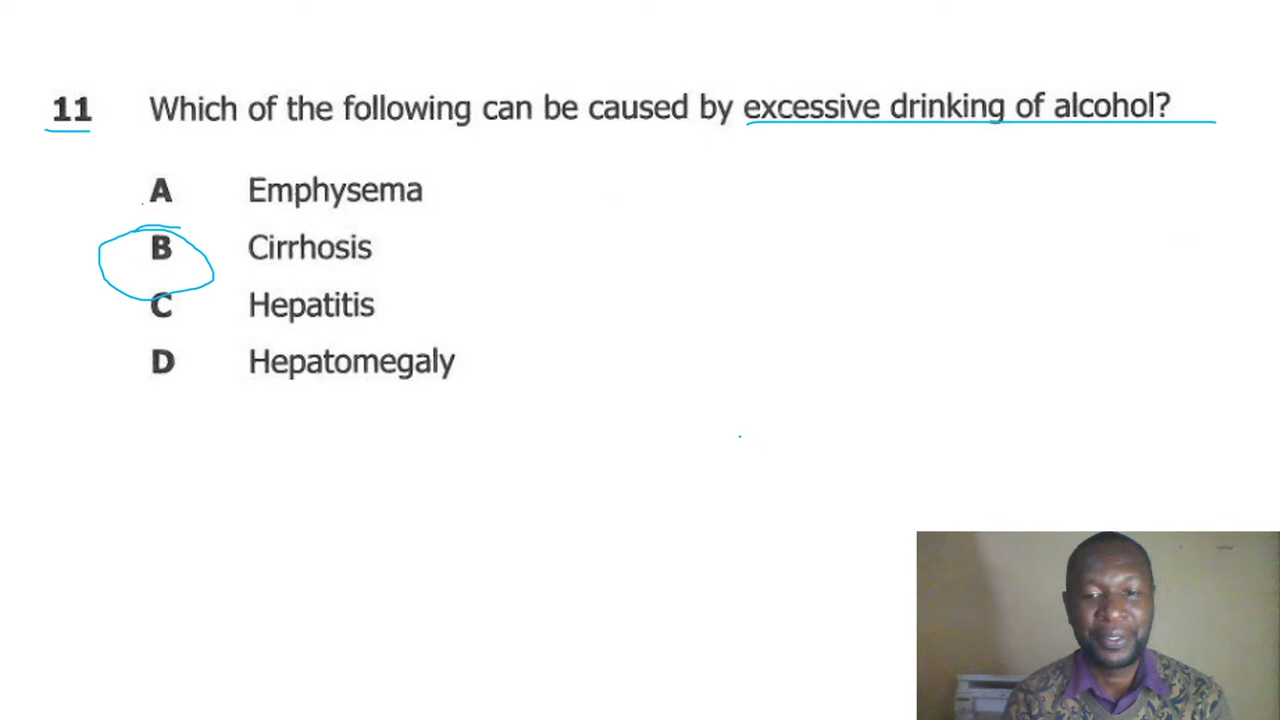 11 Which of the following can be caused by excessive drinking of alcohol?
A Emphysema
B Cirrhosis
C Hepatitis
D Hepatomegaly